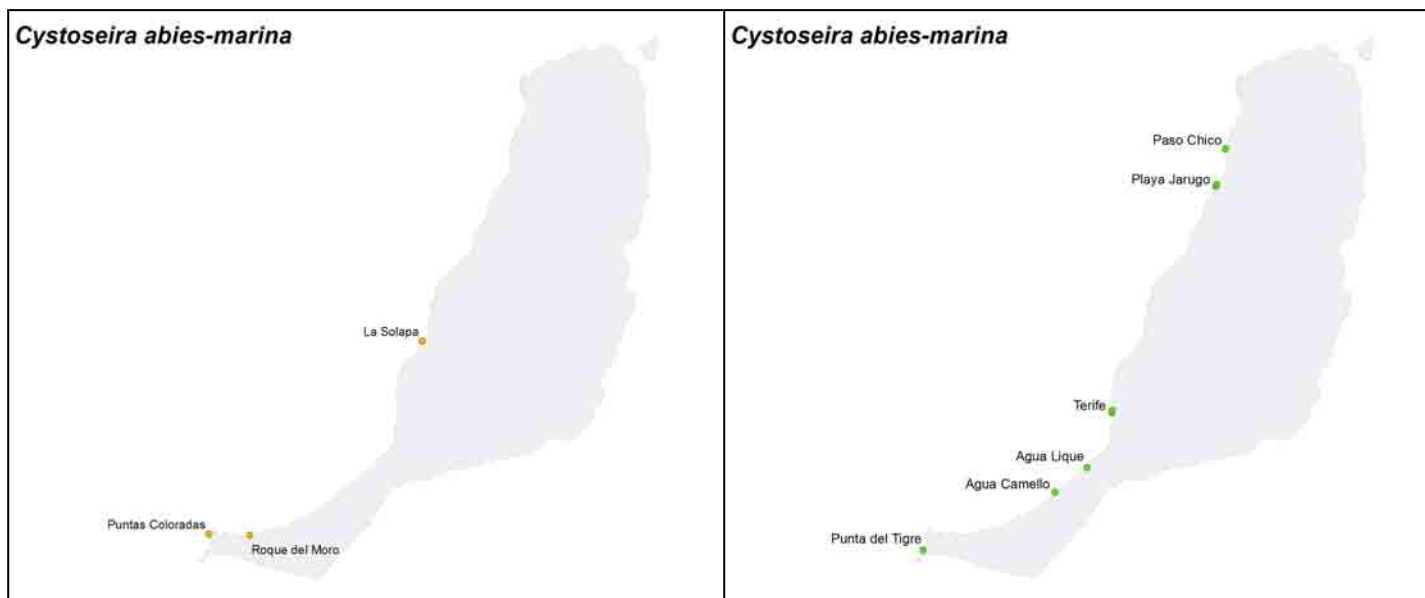 Cystoseira abies-marina
La Solapa
Puntas Coloradas
Roque del Moro
Cystoseira abies-marina
Paso Chico
Playa Jarugo
Terife
Agua Lique
Agua Camello
Punta del Tigre